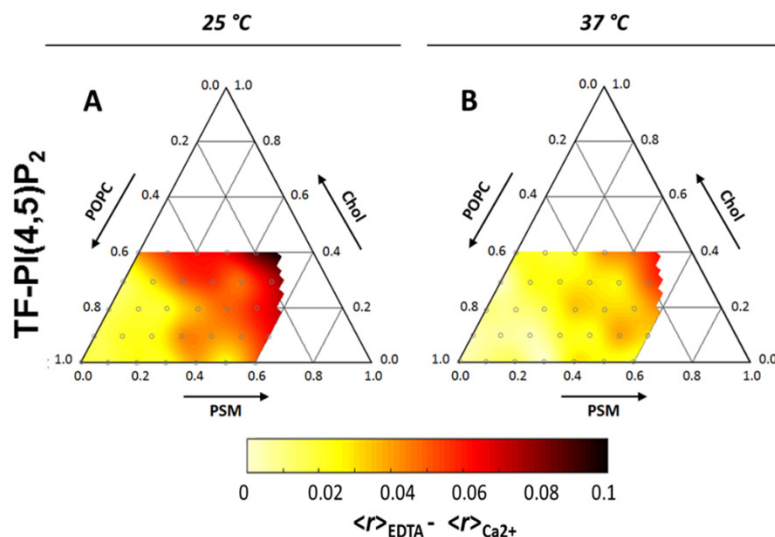 25 °C
37 °C
TF-PI(4,5)P2
A
0.0 1.0
0.2 0.8
0.4 0.6
0.6 0.4
0.8 0.2
1.0 0.0
0.0 0.2 0.4 0.6 0.8 1.0
POPC
Chol
PSM
B
0.0 1.0
0.2 0.8
0.4 0.6
0.6 0.4
0.8 0.2
1.0 0.0
0.0 0.2 0.4 0.6 0.8 1.0
POPC
Chol
PSM
0 0.02 0.04 0.06 0.08 0.1
<r>EDTA - <r>Ca2+